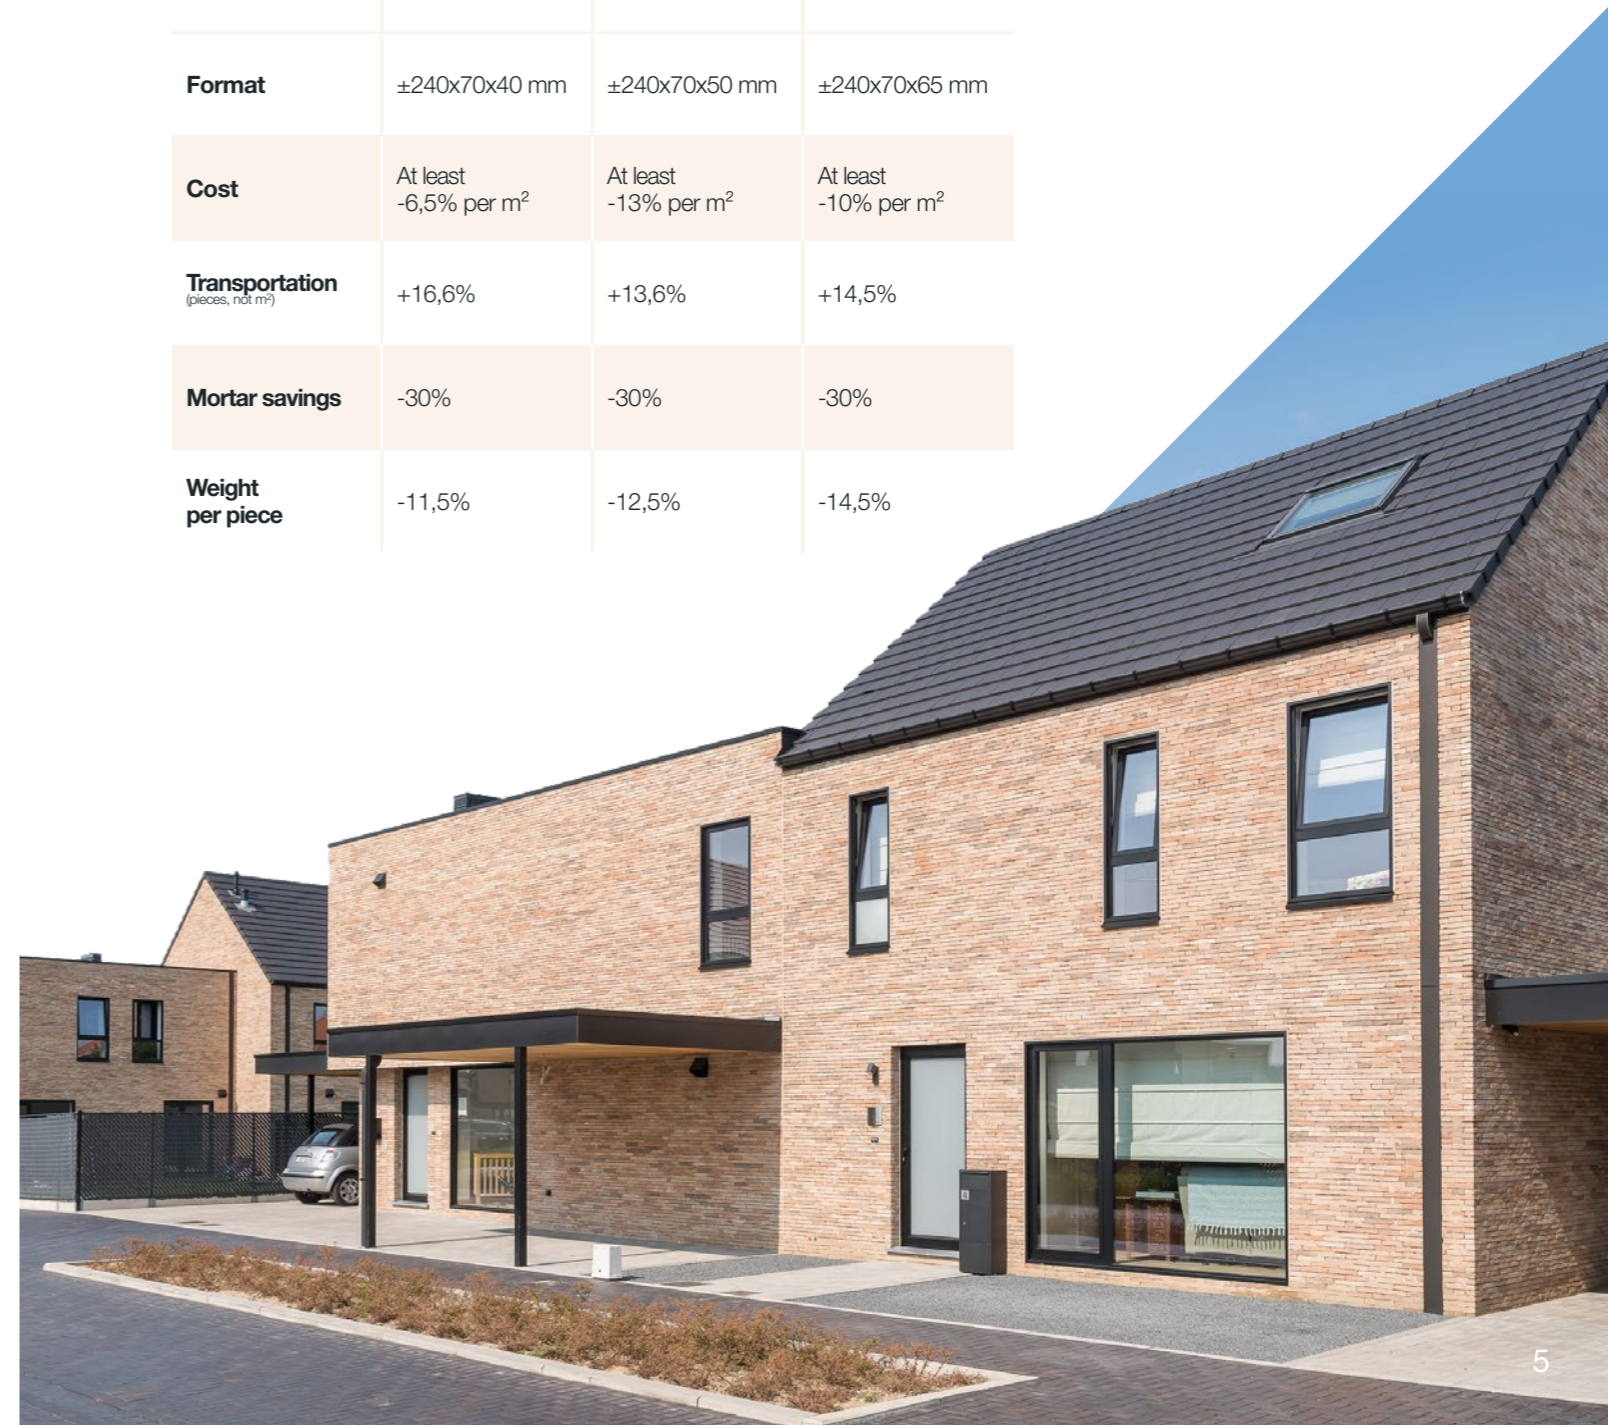 Format ±240x70x40 mm ±240x70x50 mm ±240x70x65 mm
Cost At least -6,5% per m² At least -13% per m² At least -10% per m²
Transportation (pieces, not m²) +16,6% +13,6% +14,5%
Mortar savings -30% -30% -30%
Weight per piece -11,5% -12,5% -14,5%
5